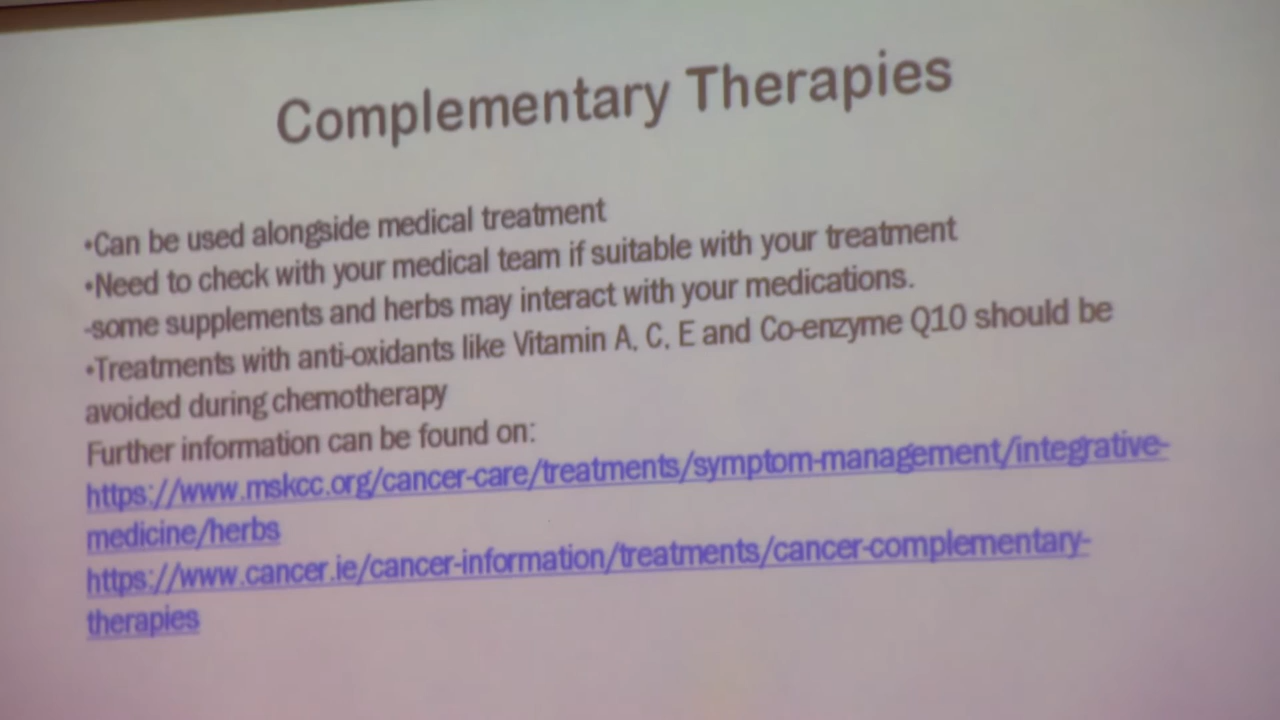 Complementary Therapies
•Can be used alongside medical treatment
•Need to check with your medical team if suitable with your treatment
-some supplements and herbs may interact with your medications.
•Treatments with anti-oxidants like Vitamin A, C, E and Co-enzyme Q10 should be
avoided during chemotherapy
Further information can be found on:
https://www.mskcc.org/cancer-care/treatments/symptom-management/integrative-
medicine/herbs
https://www.cancer.ie/cancer-information/treatments/cancer-complementary-
therapies